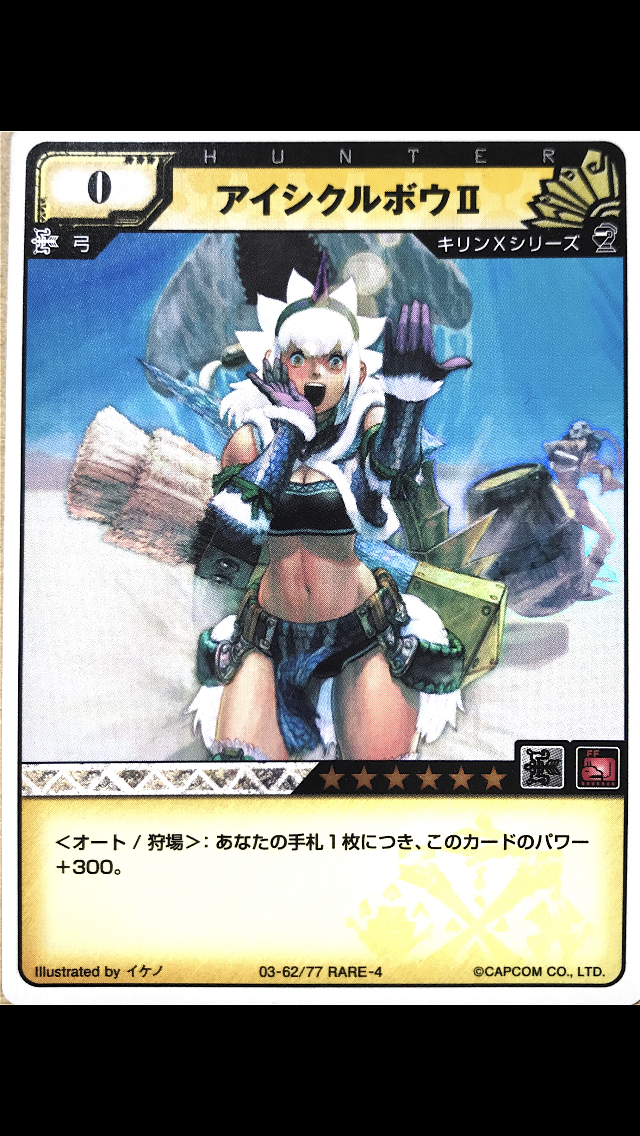 HUNTER
0
アイシクルボウⅡ
弓
キリンXシリーズ
FF
＜オート / 狩場＞：あなたの手札１枚につき、このカードのパワー
＋300。
Illustrated by イケノ
03-62/77 RARE-4
©CAPCOM CO., LTD.